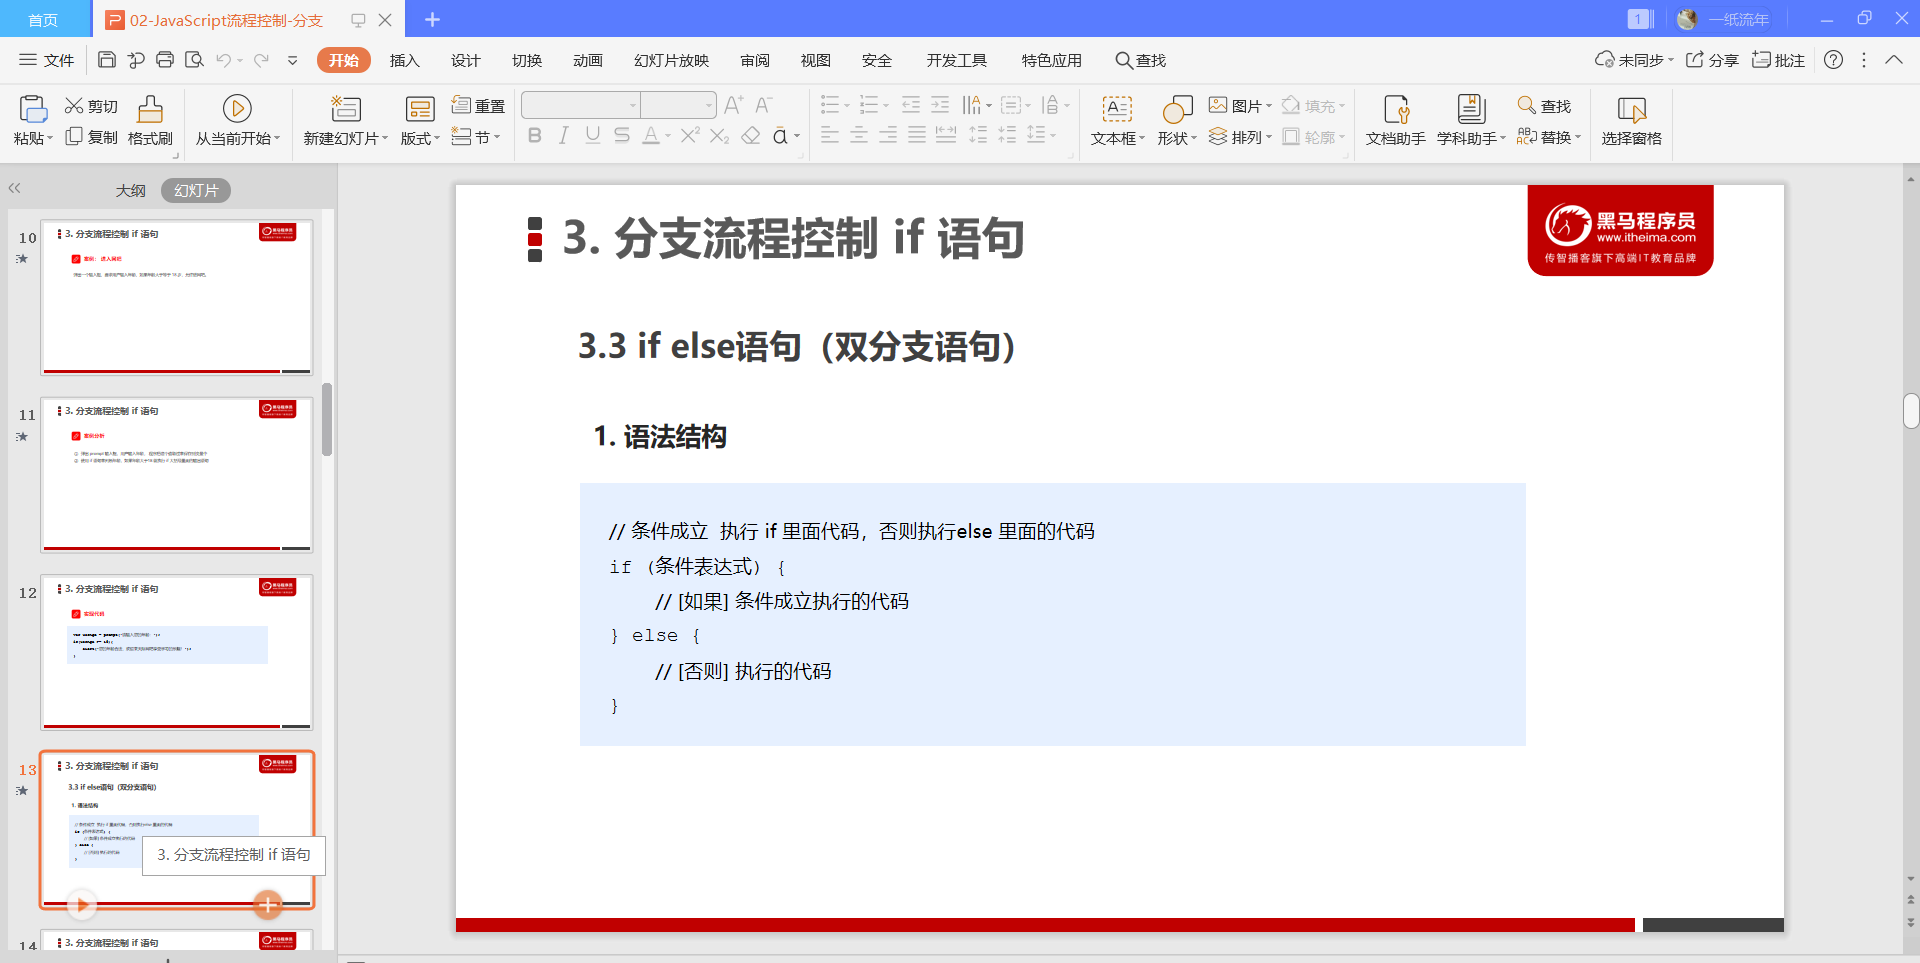 首页
02-JavaScript流程控制-分支
1
一纸流年
文件
开始
插入
设计
切换
动画
幻灯片放映
审阅
视图
安全
开发工具
特色应用
查找
未同步
分享
批注
粘贴
剪切
复制
格式刷
从当前开始
新建幻灯片
版式
重置
节
文本框
形状
图片
排列
填充
轮廓
文档助手
学科助手
查找
替换
选择窗格
大纲
幻灯片
10
3. 分支流程控制 if 语句
案例： 进入网吧
11
3. 分支流程控制 if 语句
案例分析
12
3. 分支流程控制 if 语句
实现代码
13
3. 分支流程控制 if 语句
3.3 if else语句（双分支语句）
1. 语法结构
3. 分支流程控制 if 语句
14
3. 分支流程控制 if 语句
3. 分支流程控制 if 语句
黑马程序员
www.itheima.com
传智播客旗下高端IT教育品牌
3.3 if else语句（双分支语句）
1. 语法结构
// 条件成立 执行 if 里面代码，否则执行else 里面的代码
if （条件表达式） {
// [如果] 条件成立执行的代码
} else {
// [否则] 执行的代码
}